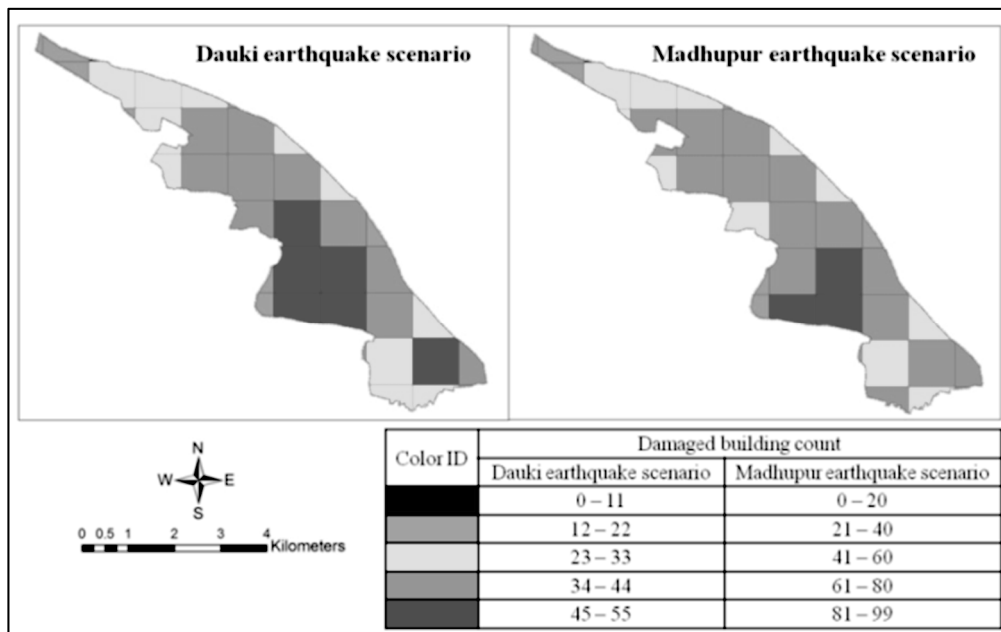 Dauki earthquake scenario
Madhupur earthquake scenario
N
W E
S
0 0.5 1 2 3 4
Kilometers
Color ID Damaged building count
Dauki earthquake scenario Madhupur earthquake scenario
0 – 11 0 – 20
12 – 22 21 – 40
23 – 33 41 – 60
34 – 44 61 – 80
45 – 55 81 – 99